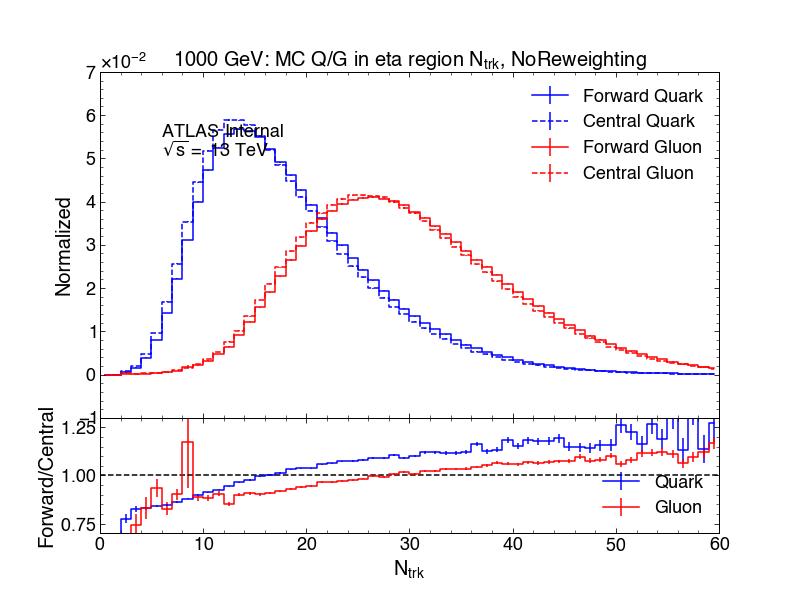 ×10⁻²
1000 GeV: MC Q/G in eta region Ntrk, NoReweighting
7
6
5
4
3
2
1
0
−1
Normalized
ATLAS Internal
√s = 13 TeV
Forward Quark
Central Quark
Forward Gluon
Central Gluon
1.25
1.00
0.75
Forward/Central
Quark
Gluon
0 10 20 30 40 50 60
Ntrk